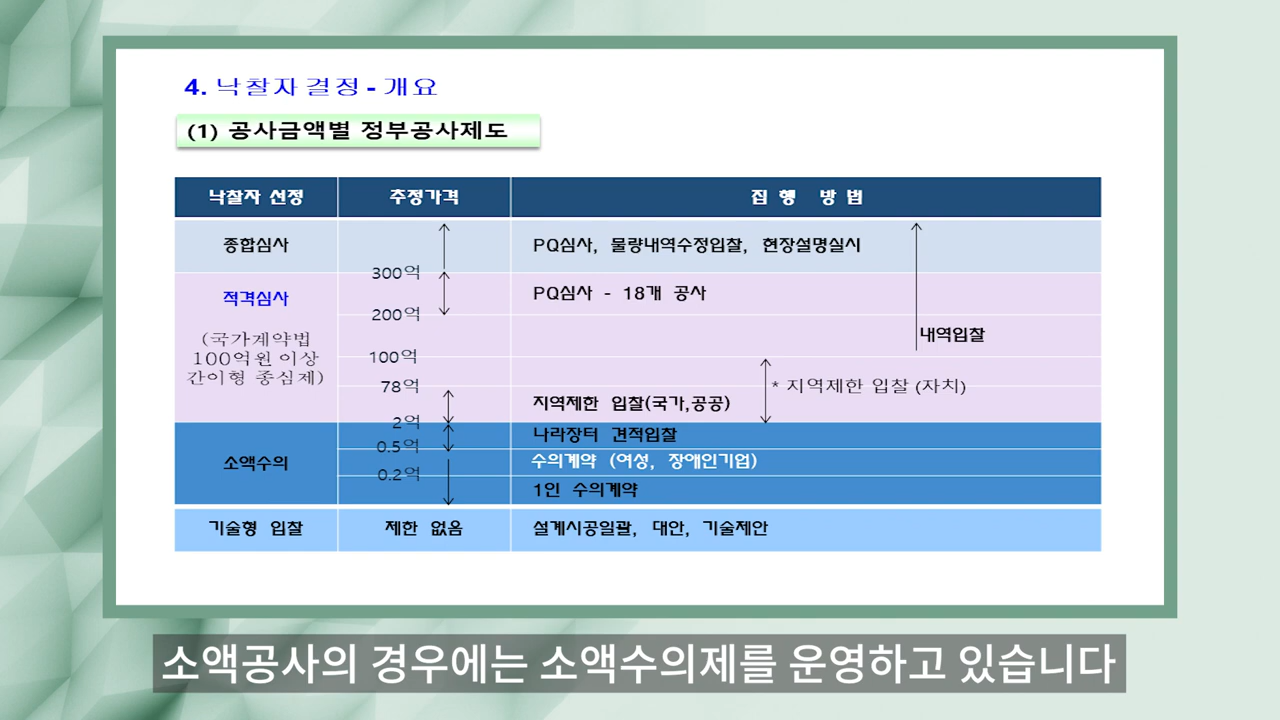 4. 낙찰자 결정 - 개요
(1) 공사금액별 정부공사제도
낙찰자 선정 추정가격 집 행 방 법
종합심사 PQ심사, 물량내역수정입찰, 현장설명실시
300억
적격심사 PQ심사 - 18개 공사
200억
(국가계약법
100억원 이상
간이형 종심제)
내역입찰
100억
78억 * 지역제한 입찰 (자치)
지역제한 입찰(국가,공공)
2억
나라장터 견적입찰
0.5억
소액수의 수의계약 (여성, 장애인기업)
0.2억
1인 수의계약
기술형 입찰 제한 없음 설계시공일괄, 대안, 기술제안
소액공사의 경우에는 소액수의제를 운영하고 있습니다